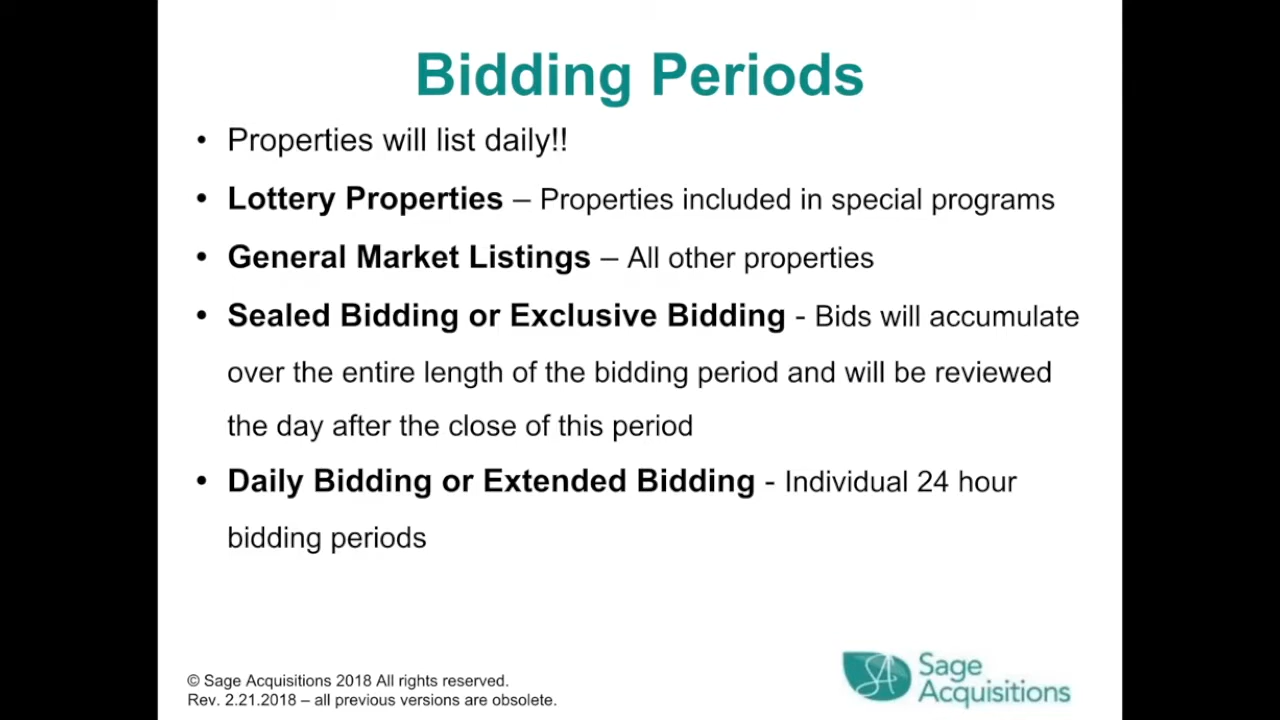 Bidding Periods
• Properties will list daily!!
• Lottery Properties – Properties included in special programs
• General Market Listings – All other properties
• Sealed Bidding or Exclusive Bidding - Bids will accumulate
over the entire length of the bidding period and will be reviewed
the day after the close of this period
• Daily Bidding or Extended Bidding - Individual 24 hour
bidding periods
© Sage Acquisitions 2018 All rights reserved.
Rev. 2.21.2018 – all previous versions are obsolete.
SA
Sage
Acquisitions